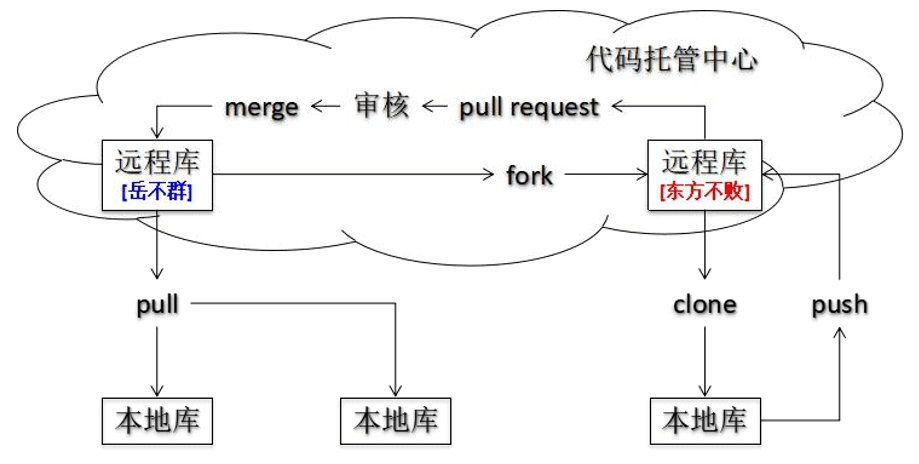 代码托管中心
merge
审核
pull request
远程库
[岳不群]
fork
远程库
[东方不败]
pull
clone
push
本地库
本地库
本地库